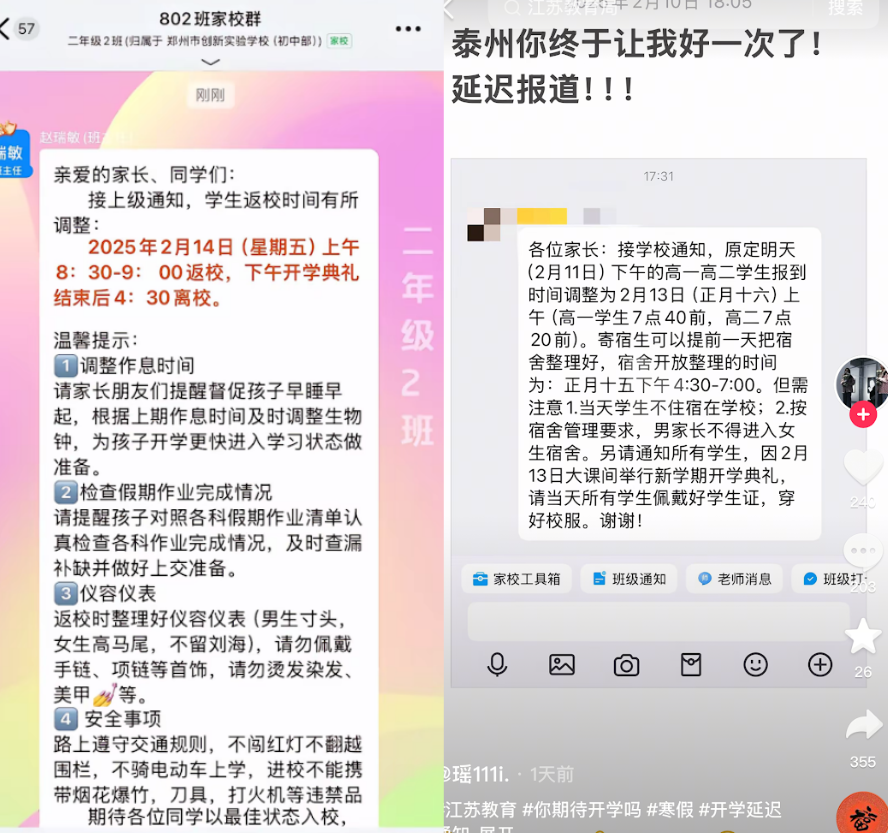 57
802班家校群
二年级2班(归属于 郑州市创新实验学校 (初中部)) 家校
刚刚
瑞敏
主任
赵瑞敏 (班主任)
亲爱的家长、同学们：
接上级通知，学生返校时间有所
调整：
2025年2月14日（星期五）上午
8：30-9：00返校，下午开学典礼
结束后4：30离校。
温馨提示：
1调整作息时间
请家长朋友们提醒督促孩子早睡早
起，根据上期作息时间及时调整生物
钟，为孩子开学更快进入学习状态做
准备。
2检查假期作业完成情况
请提醒孩子对照各科假期作业清单认
真检查各科作业完成情况，及时查漏
补缺并做好上交准备。
3仪容仪表
返校时整理好仪容仪表（男生寸头，
女生高马尾，不留刘海），请勿佩戴
手链、项链等首饰，请勿烫发染发、
美甲💅等。
4 安全事项
路上遵守交通规则，不闯红灯不翻越
围栏，不骑电动车上学，进校不能携
带烟花爆竹，刀具，打火机等违禁品
期待各位同学以最佳状态入校，
二年级2班
江苏教育局
2025年2月10日 18:05
搜索
泰州你终于让我好一次了！
延迟报道！！！
17:31
各位家长：接学校通知，原定明天
（2月11日）下午的高一高二学生报到
时间调整为2月13日（正月十六）上
午（高一学生7点40前，高二7点
20前）。寄宿生可以提前一天把宿
舍整理好，宿舍开放整理的时间
为：正月十五下午4:30-7:00。但需
注意1.当天学生不住宿在学校；2.按
宿舍管理要求，男家长不得进入女
生宿舍。另请通知所有学生，因2月
13日大课间举行新学期开学典礼，
请当天所有学生佩戴好学生证，穿
好校服。谢谢！
家校工具箱
班级通知
老师消息
班级打
240
203
26
355
@瑶111i. · 1天前
江苏教育 #你期待开学吗 #寒假 #开学延迟
通知 展开